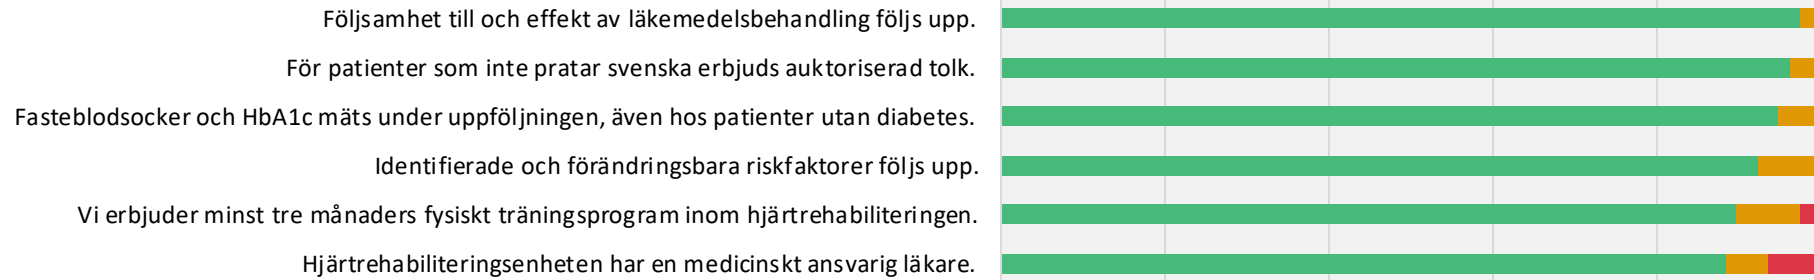 Följsamhet till och effekt av läkemedelsbehandling följs upp.
För patienter som inte pratar svenska erbjuds auktoriserad tolk.
Fasteblodsocker och HbA1c mäts under uppföljningen, även hos patienter utan diabetes.
Identifierade och förändringsbara riskfaktorer följs upp.
Vi erbjuder minst tre månaders fysiskt träningsprogram inom hjärtrehabiliteringen.
Hjärtrehabiliteringsenheten har en medicinskt ansvarig läkare.